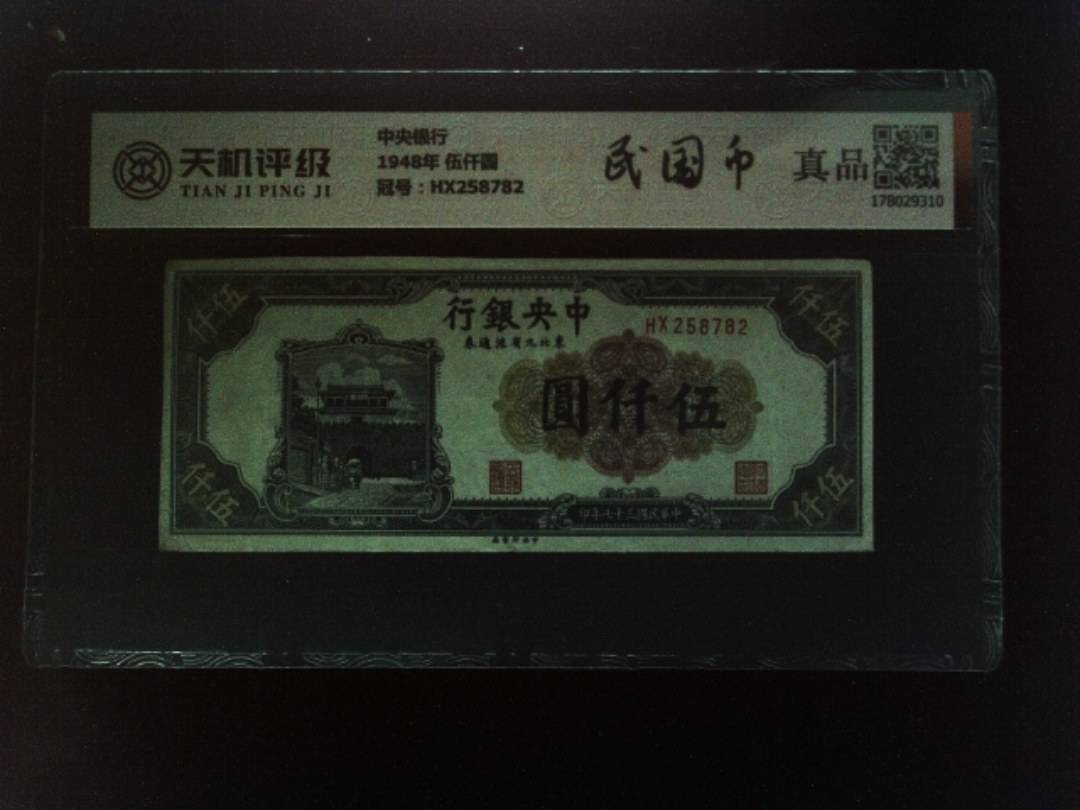 天机评级
TIAN JI PING JI
中央银行
1948年 伍仟圓
冠号：HX258782
民国币
真品
178029310
行銀央中
券通流省九北東
HX258782
圓仟伍
仟伍
仟伍
仟伍
仟伍
印年七十三國民華中